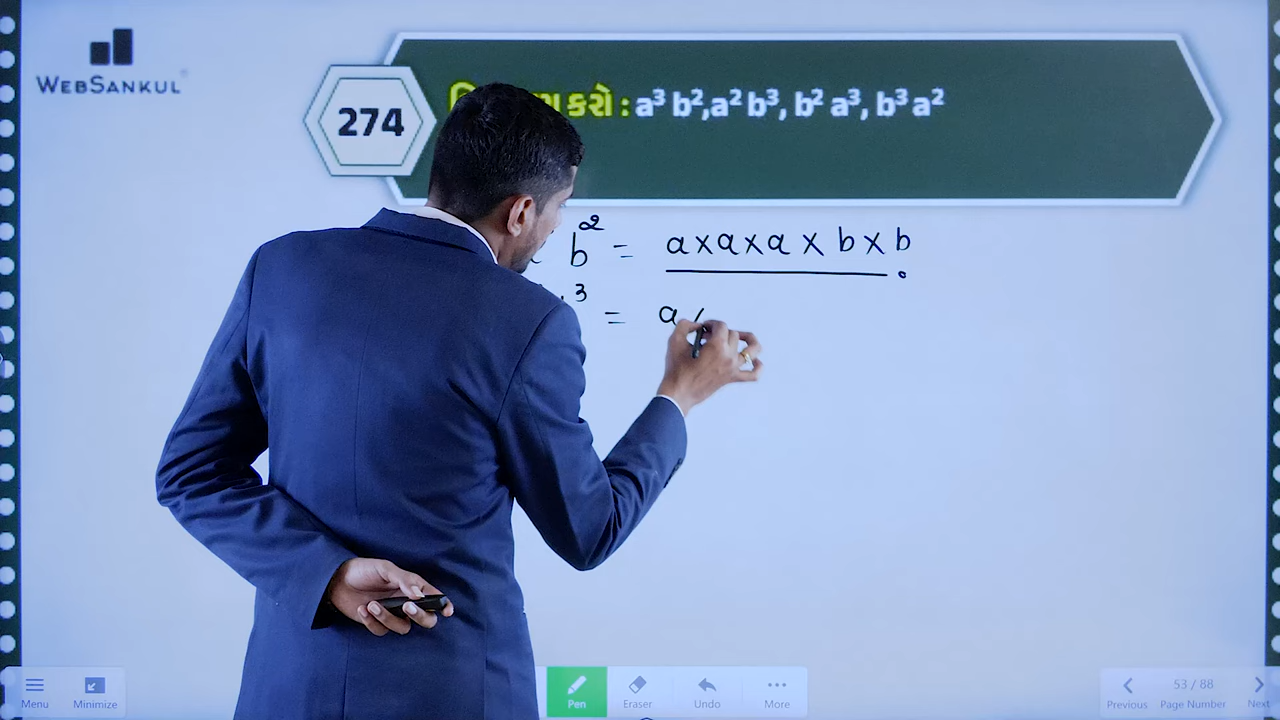 WEBSANKUL
274
કરો : a³ b², a² b³, b² a³, b³ a²
b² = a×a×a × b×b
³ = a
Menu
Minimize
Pen
Eraser
Undo
More
Previous
53 / 88
Page Number
Next